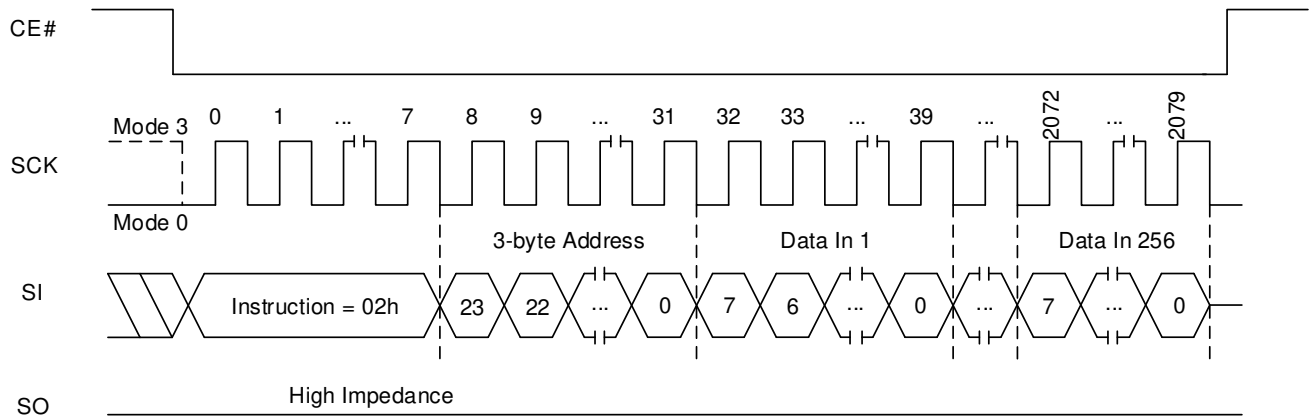 CE#
0 1 ... 7 8 9 ... 31 32 33 ... 39 ... 2072 ... 2079
Mode 3
SCK
Mode 0
3-byte Address Data In 1 Data In 256
SI Instruction = 02h 23 22 ... 0 7 6 ... 0 ... 7 ... 0
High Impedance
SO